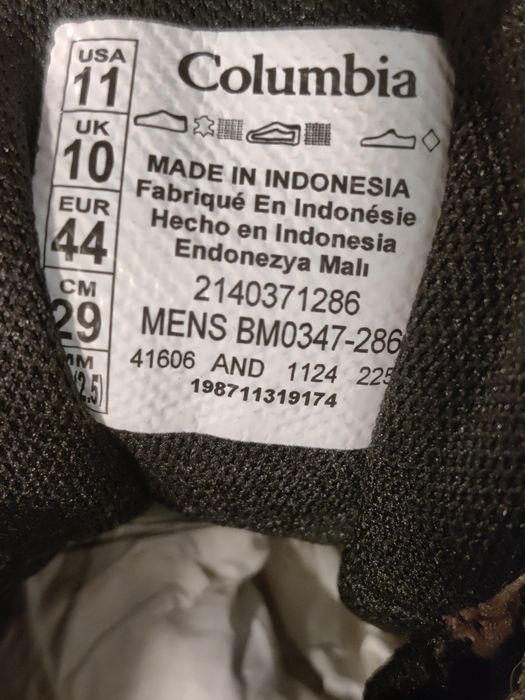 USA
11
UK
10
EUR
44
CM
29
Columbia
MADE IN INDONESIA
Fabriqué En Indonésie
Hecho en Indonesia
Endonezya Malı
2140371286
MENS BM0347-286
41606 AND 1124 225
198711319174